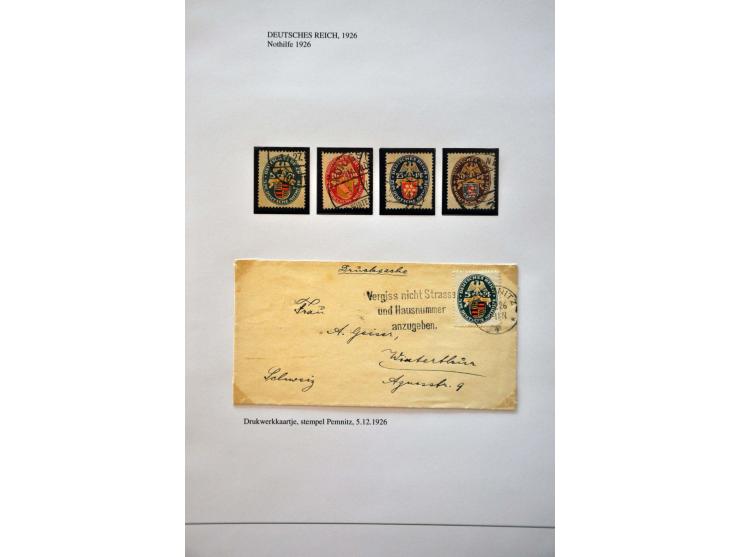 DEUTSCHES REICH, 1926
Nothilfe 1926
Drucksache
Vergiss nicht Strasse
und Hausnummer
anzugeben.
Frau
A. Geiser,
Winterthur
Schweiz
Agnesstr. 9
Drukwerkkaartje, stempel Pemnitz, 5.12.1926